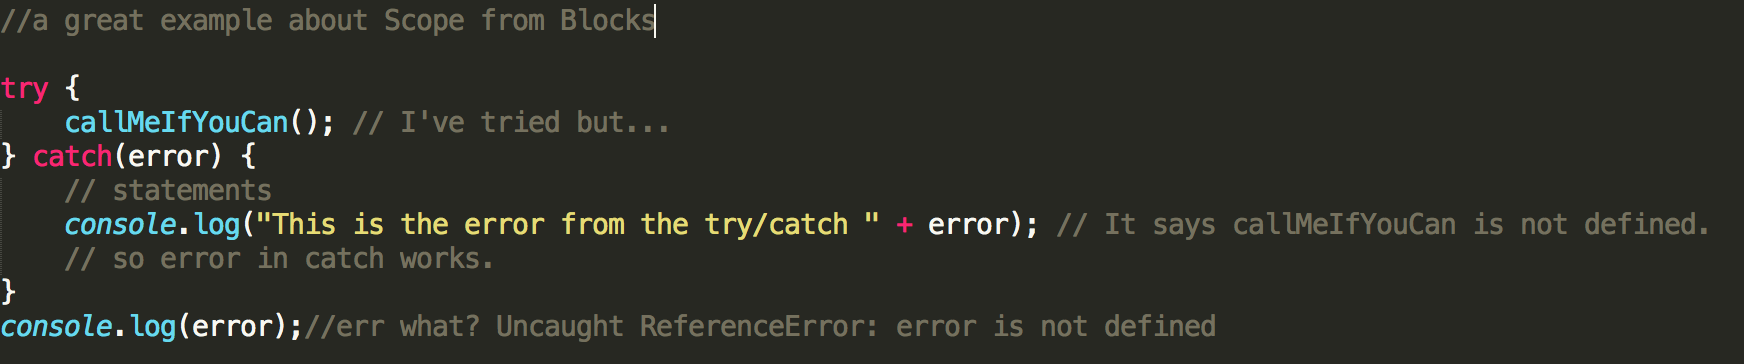 //a great example about Scope from Blocks
try {
callMeIfYouCan(); // I've tried but...
} catch(error) {
// statements
console.log("This is the error from the try/catch " + error); // It says callMeIfYouCan is not defined.
// so error in catch works.
}
console.log(error);//err what? Uncaught ReferenceError: error is not defined